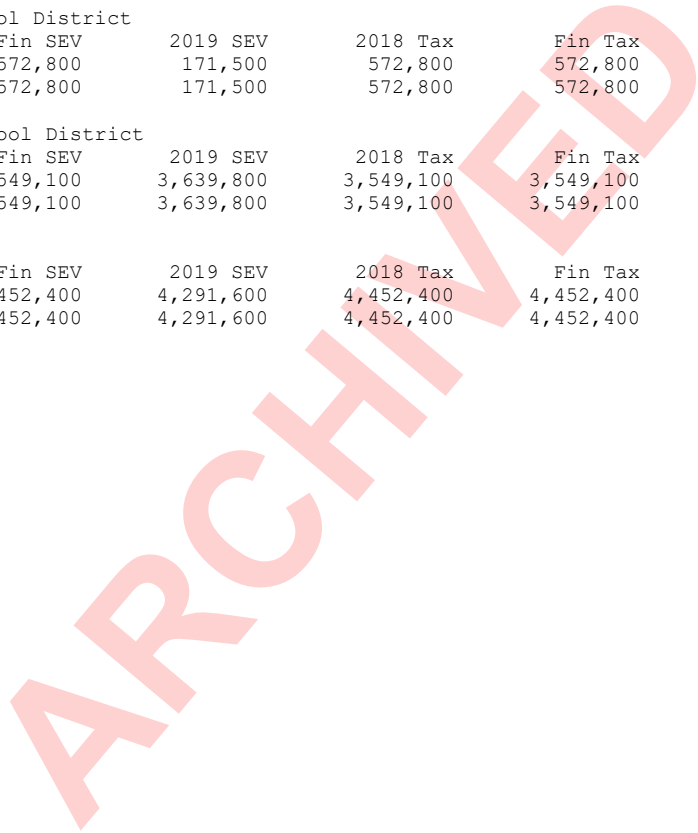 ol District
Fin SEV 2019 SEV 2018 Tax Fin Tax
572,800 171,500 572,800 572,800
572,800 171,500 572,800 572,800
ool District
Fin SEV 2019 SEV 2018 Tax Fin Tax
549,100 3,639,800 3,549,100 3,549,100
549,100 3,639,800 3,549,100 3,549,100
Fin SEV 2019 SEV 2018 Tax Fin Tax
452,400 4,291,600 4,452,400 4,452,400
452,400 4,291,600 4,452,400 4,452,400
ARCHIVED